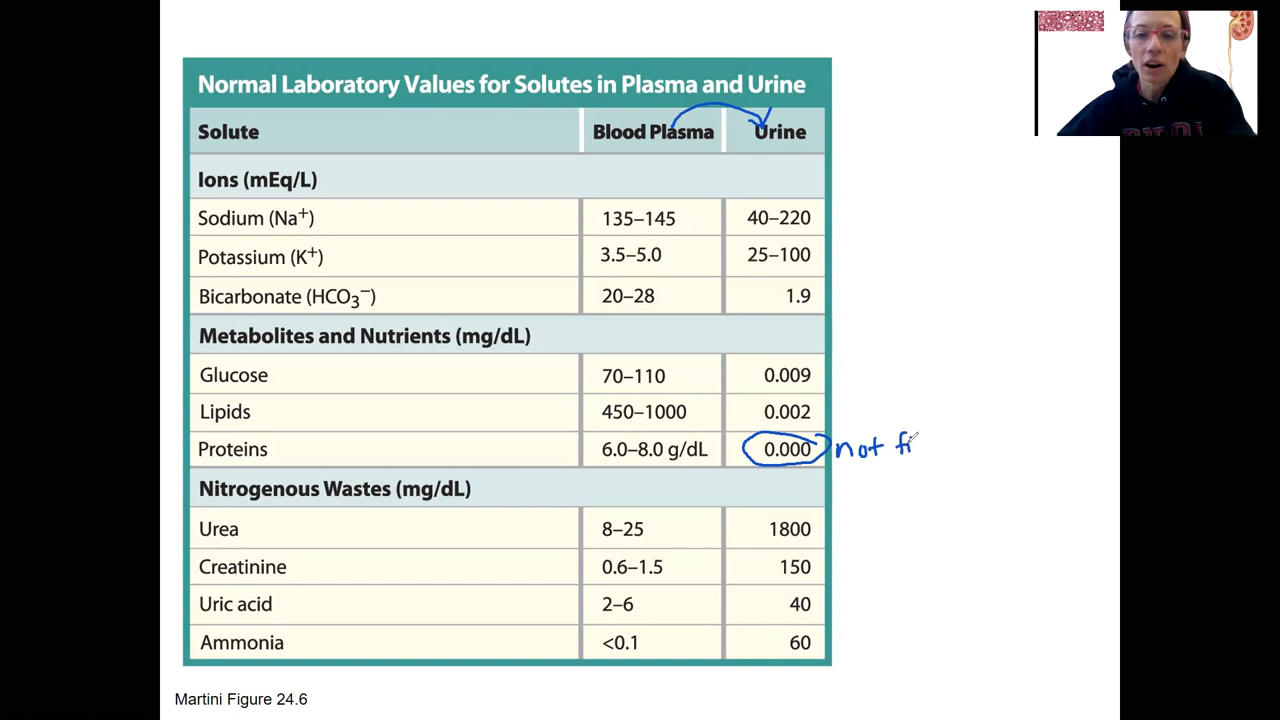 Normal Laboratory Values for Solutes in Plasma and Urine
Solute Blood Plasma Urine
Ions (mEq/L)
Sodium (Na⁺) 135–145 40–220
Potassium (K⁺) 3.5–5.0 25–100
Bicarbonate (HCO₃⁻) 20–28 1.9
Metabolites and Nutrients (mg/dL)
Glucose 70–110 0.009
Lipids 450–1000 0.002
Proteins 6.0–8.0 g/dL 0.000 not fi
Nitrogenous Wastes (mg/dL)
Urea 8–25 1800
Creatinine 0.6–1.5 150
Uric acid 2–6 40
Ammonia <0.1 60
Martini Figure 24.6